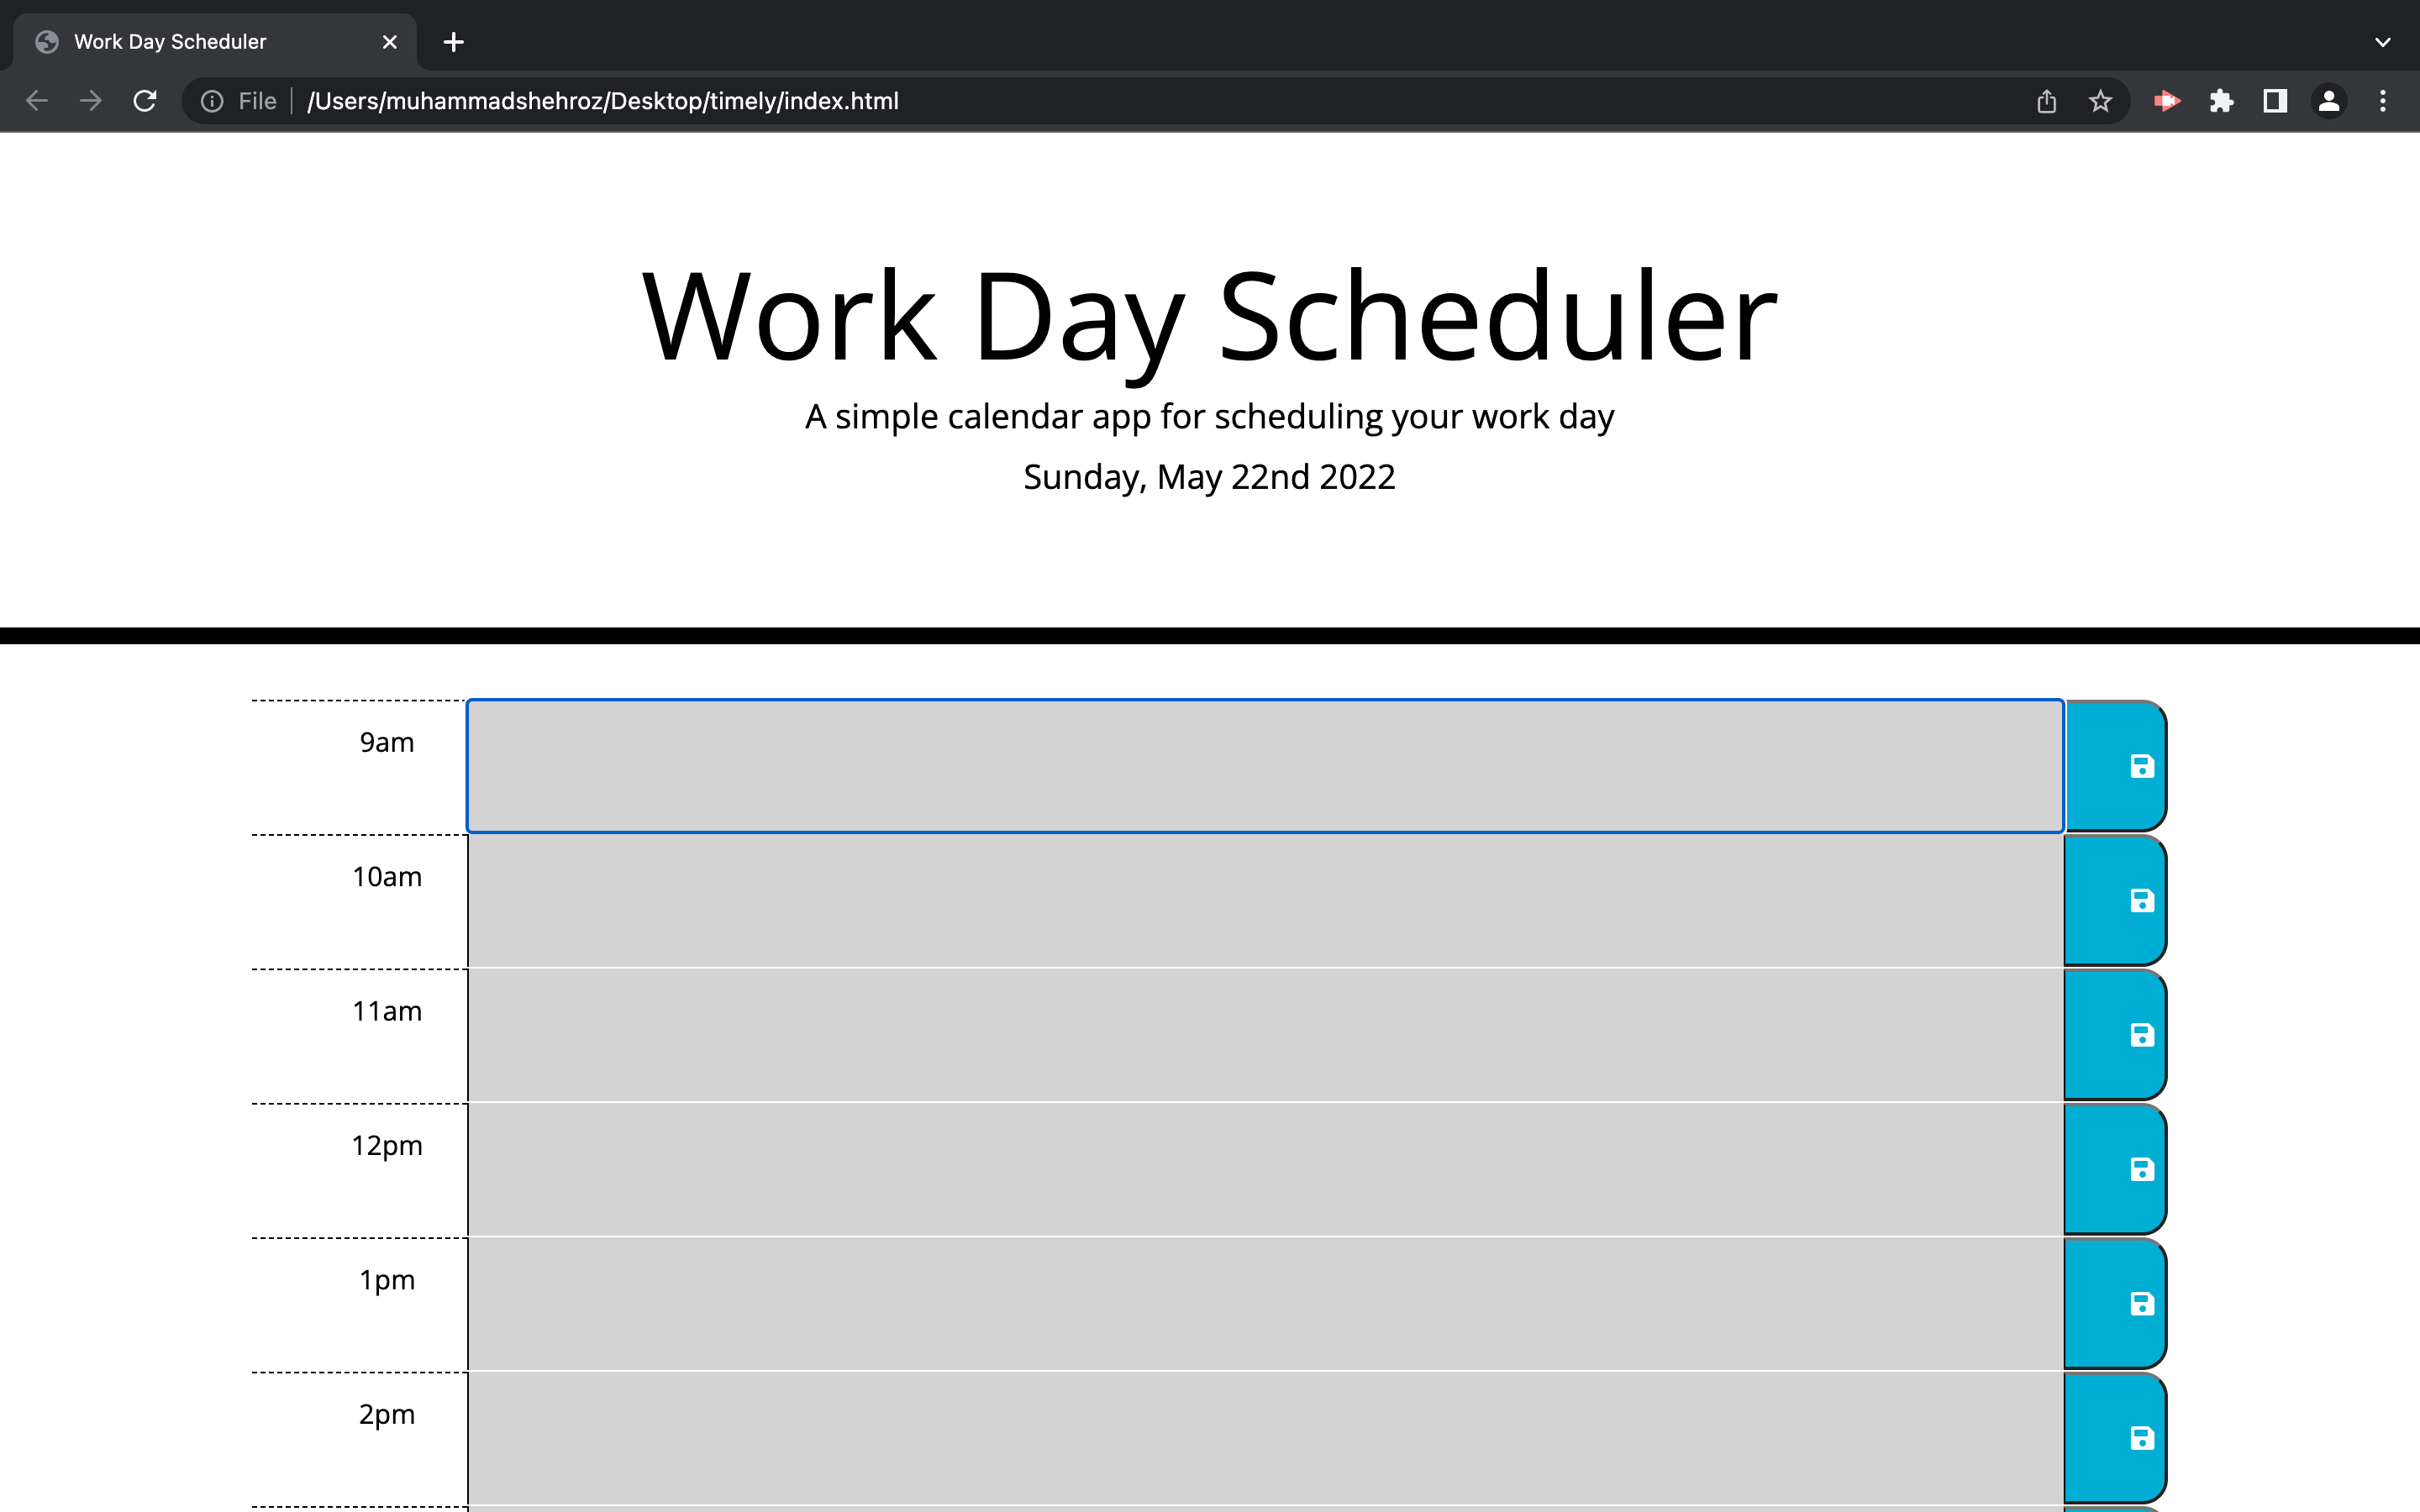 Work Day Scheduler
File /Users/muhammadshehroz/Desktop/timely/index.html
Work Day Scheduler
A simple calendar app for scheduling your work day
Sunday, May 22nd 2022
9am
10am
11am
12pm
1pm
2pm